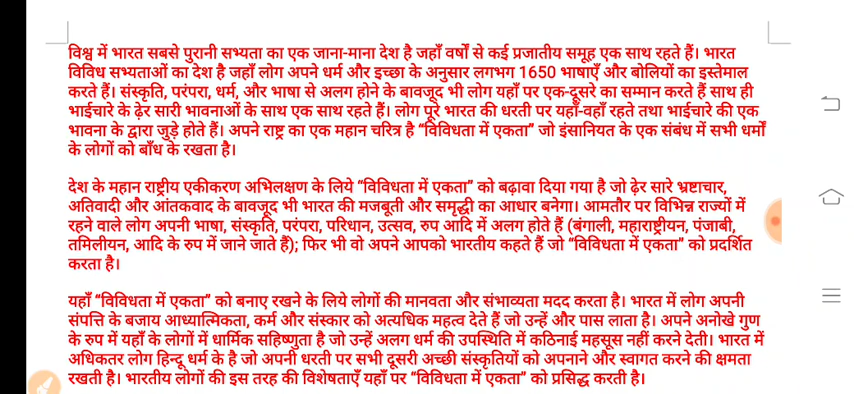 विश्व में भारत सबसे पुरानी सभ्यता का एक जाना-माना देश है जहाँ वर्षों से कई प्रजातीय समूह एक साथ रहते हैं। भारत
विविध सभ्यताओं का देश है जहाँ लोग अपने धर्म और इच्छा के अनुसार लगभग 1650 भाषाएँ और बोलियों का इस्तेमाल
करते हैं। संस्कृति, परंपरा, धर्म, और भाषा से अलग होने के बावजूद भी लोग यहाँ पर एक-दूसरे का सम्मान करते हैं साथ ही
भाईचारे के ढ़ेर सारी भावनाओं के साथ एक साथ रहते हैं। लोग पूरे भारत की धरती पर यहाँ-वहाँ रहते तथा भाईचारे की एक
भावना के द्वारा जुड़े होते हैं। अपने राष्ट्र का एक महान चरित्र है “विविधता में एकता” जो इंसानियत के एक संबंध में सभी धर्मों
के लोगों को बाँध के रखता है।
देश के महान राष्ट्रीय एकीकरण अभिलक्षण के लिये “विविधता में एकता” को बढ़ावा दिया गया है जो ढ़ेर सारे भ्रष्टाचार,
अतिवादी और आंतकवाद के बावजूद भी भारत की मजबूती और समृद्धी का आधार बनेगा। आमतौर पर विभिन्न राज्यों में
रहने वाले लोग अपनी भाषा, संस्कृति, परंपरा, परिधान, उत्सव, रुप आदि में अलग होते हैं (बंगाली, महाराष्ट्रीयन, पंजाबी,
तमिलीयन, आदि के रुप में जाने जाते हैं); फिर भी वो अपने आपको भारतीय कहते हैं जो “विविधता में एकता” को प्रदर्शित
करता है।
यहाँ “विविधता में एकता” को बनाए रखने के लिये लोगों की मानवता और संभाव्यता मदद करता है। भारत में लोग अपनी
संपत्ति के बजाय आध्यात्मिकता, कर्म और संस्कार को अत्यधिक महत्व देते हैं जो उन्हें और पास लाता है। अपने अनोखे गुण
के रुप में यहाँ के लोगों में धार्मिक सहिष्णुता है जो उन्हें अलग धर्म की उपस्थिति में कठिनाई महसूस नहीं करने देती। भारत में
अधिकतर लोग हिन्दू धर्म के है जो अपनी धरती पर सभी दूसरी अच्छी संस्कृतियों को अपनाने और स्वागत करने की क्षमता
रखती है। भारतीय लोगों की इस तरह की विशेषताएँ यहाँ पर “विविधता में एकता” को प्रसिद्ध करती है।